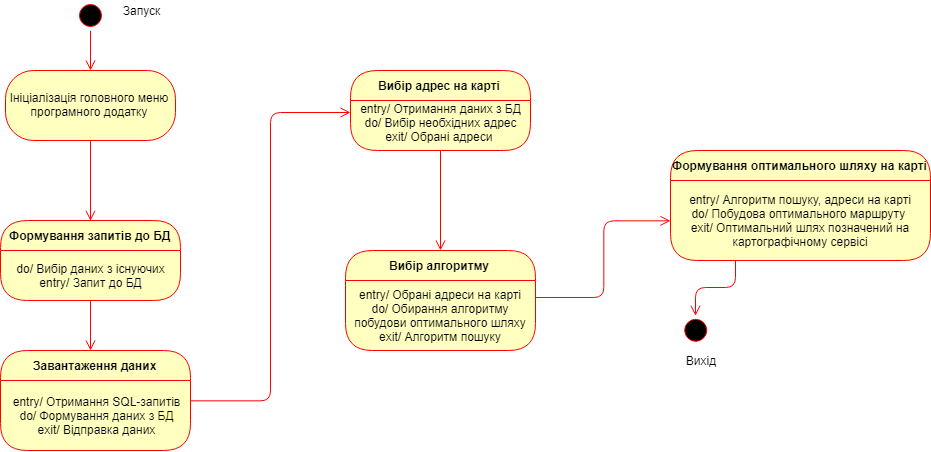 Запуск
Ініціалізація головного меню
програмного додатку
Формування запитів до БД
do/ Вибір даних з існуючих
entry/ Запит до БД
Завантаження даних
entry/ Отримання SQL-запитів
do/ Формування даних з БД
exit/ Відправка даних
Вибір адрес на карті
entry/ Отримання даних з БД
do/ Вибір необхідних адрес
exit/ Обрані адреси
Вибір алгоритму
entry/ Обрані адреси на карті
do/ Обирання алгоритму
побудови оптимального шляху
exit/ Алгоритм пошуку
Формування оптимального шляху на карті
entry/ Алгоритм пошуку, адреси на карті
do/ Побудова оптимального маршруту
exit/ Оптимальний шлях позначений на
картографічному сервісі
Вихід